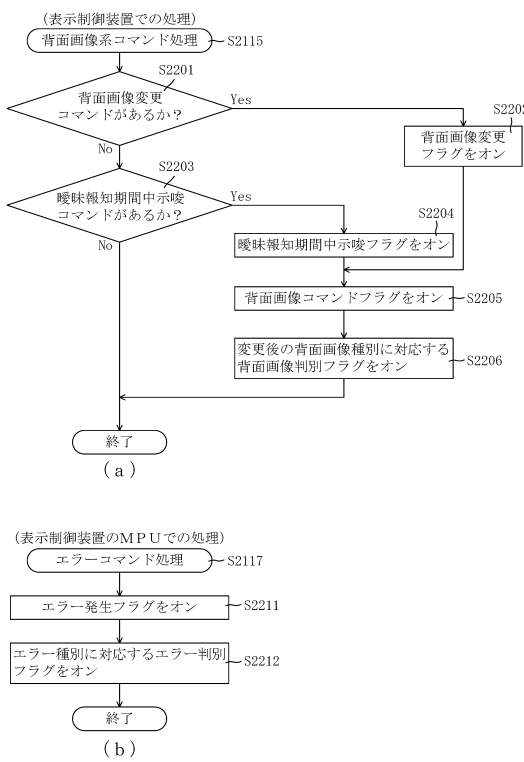 (表示制御装置での処理)
背面画像系コマンド処理
S2115
S2201
背面画像変更
コマンドがあるか?
Yes
No
S2202
背面画像変更
フラグをオン
S2203
曖昧報知期間中示唆
コマンドがあるか?
Yes
No
S2204
曖昧報知期間中示唆フラグをオン
背面画像コマンドフラグをオン
S2205
変更後の背面画像種別に対応する
背面画像判別フラグをオン
S2206
終了
(a)
(表示制御装置のMPUでの処理)
エラーコマンド処理
S2117
エラー発生フラグをオン
S2211
エラー種別に対応するエラー判別
フラグをオン
S2212
終了
(b)